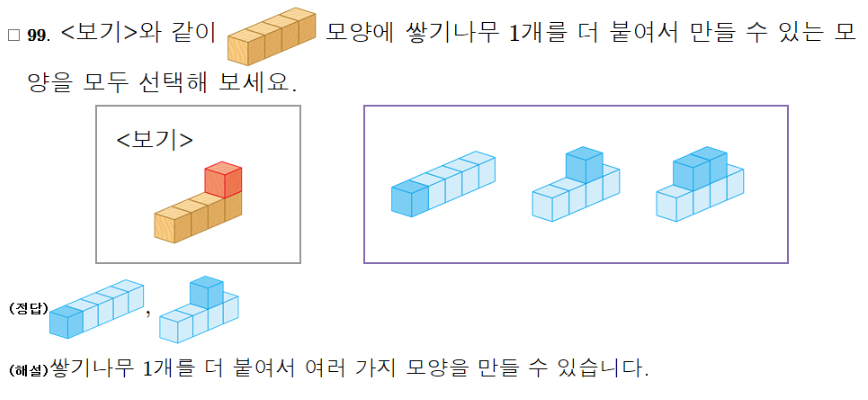 □ 99. <보기>와 같이 모양에 쌓기나무 1개를 더 붙여서 만들 수 있는 모
양을 모두 선택해 보세요.
<보기>
(정답) ,
(해설)쌓기나무 1개를 더 붙여서 여러 가지 모양을 만들 수 있습니다.